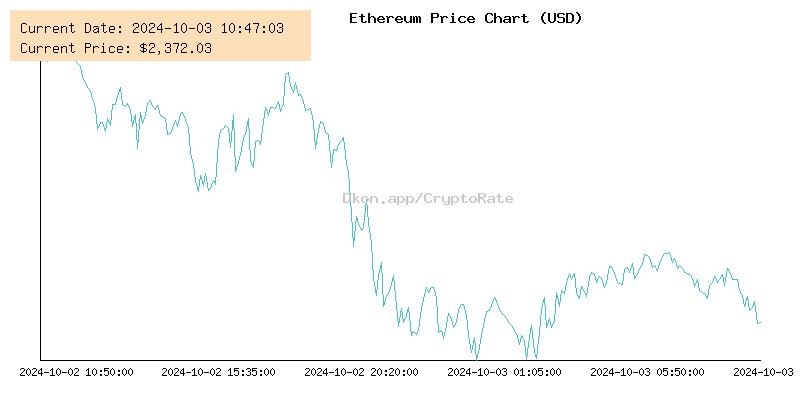 Ethereum Price Chart (USD)
Current Date: 2024-10-03 10:47:03
Current Price: $2,372.03
Dkon.app/CryptoRate
2024-10-02 10:50:00 2024-10-02 15:35:00 2024-10-02 20:20:00 2024-10-03 01:05:00 2024-10-03 05:50:00 2024-10-03